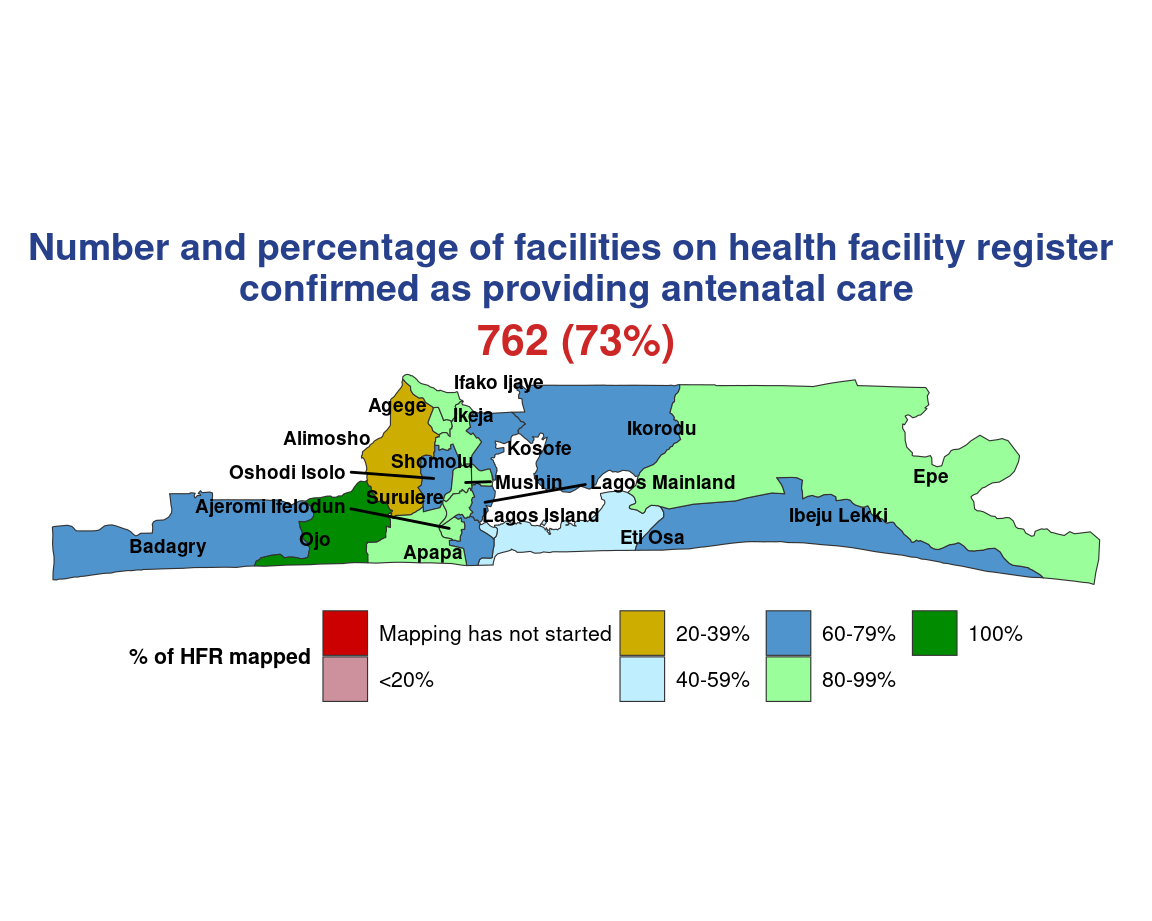 Number and percentage of facilities on health facility register
confirmed as providing antenatal care
762 (73%)
Ifako Ijaye
Agege
Ikeja
Alimosho
Ikorodu
Kosofe
Shomolu
Oshodi Isolo
Epe
Mushin
Lagos Mainland
Surulere
Ajeromi Ifelodun
Lagos Island
Ibeju Lekki
Eti Osa
Ojo
Badagry
Apapa
% of HFR mapped
Mapping has not started
<20%
20-39%
40-59%
60-79%
80-99%
100%